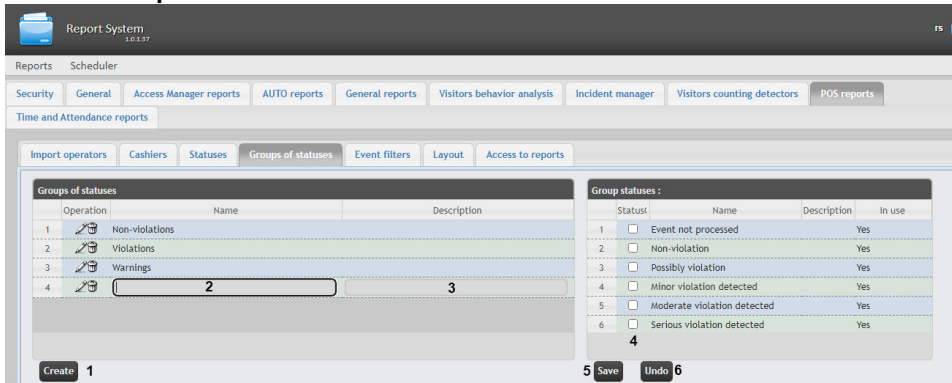 Report System
1.0.1.37
rs
Reports Scheduler
Security General Access Manager reports AUTO reports General reports Visitors behavior analysis Incident manager Visitors counting detectors POS reports
Time and Attendance reports
Import operators Cashiers Statuses Groups of statuses Event filters Layout Access to reports
Groups of statuses Group statuses :
Operation Name Description Status( Name Description In use
1 Non-violations 1 Event not processed Yes
2 Violations 2 Non-violation Yes
3 Warnings 3 Possibly violation Yes
4 2 3 4 Minor violation detected Yes
5 Moderate violation detected Yes
6 Serious violation detected Yes
4
Create 1 5 Save Undo 6